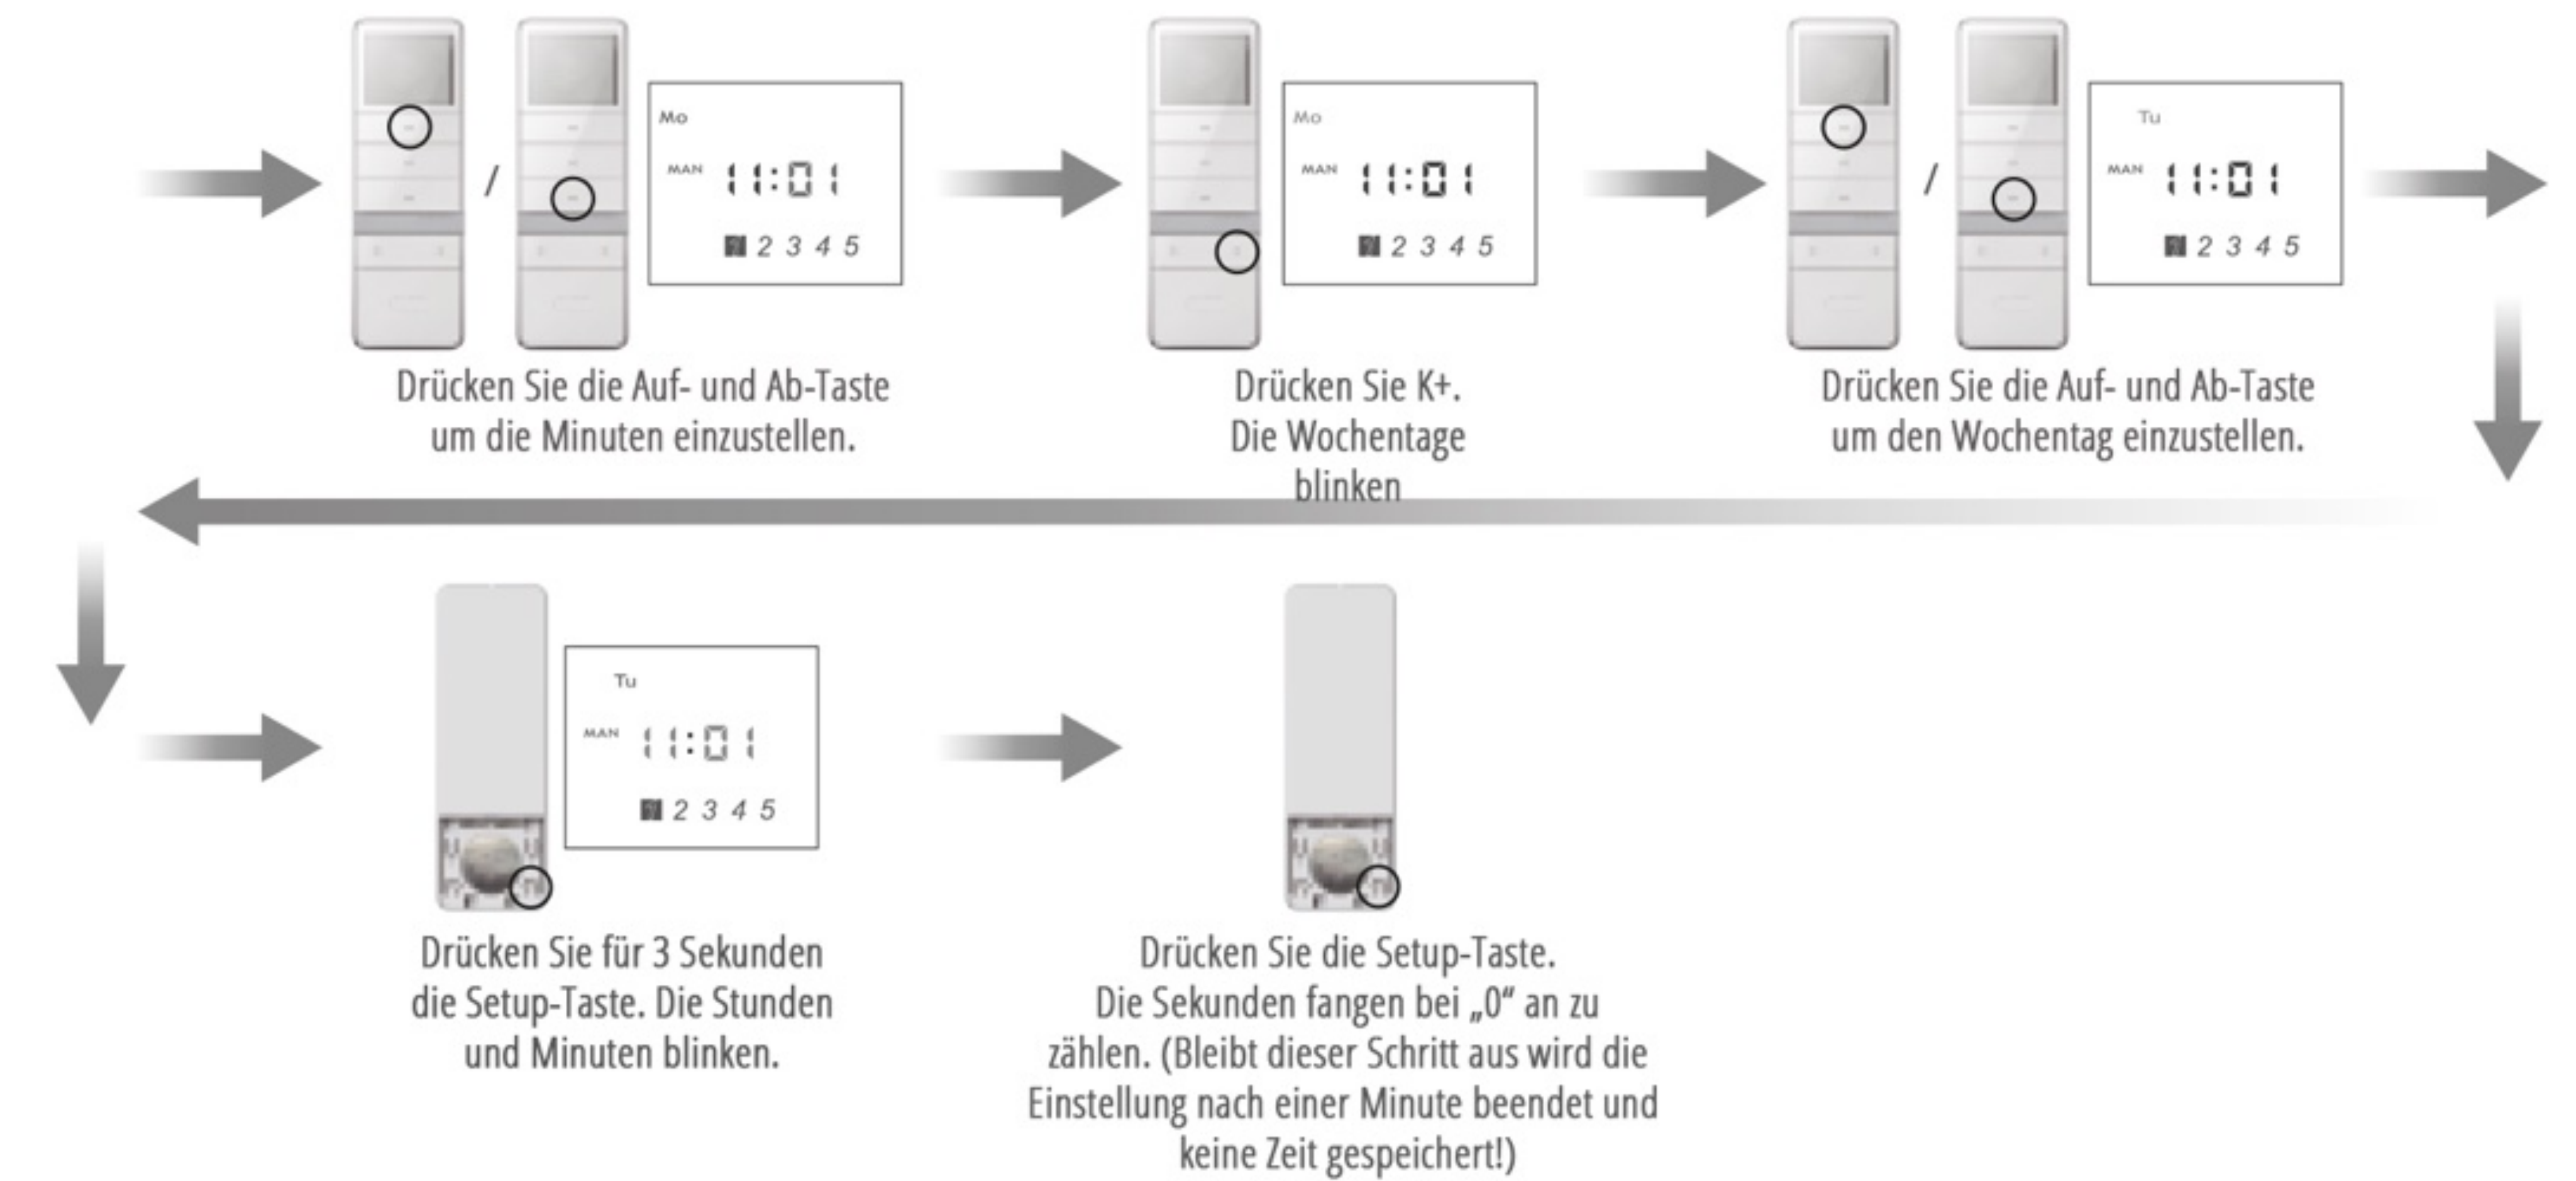 Mo
MAN 11:01
1 2 3 4 5
/
Drücken Sie die Auf- und Ab-Taste
um die Minuten einzustellen.
Mo
MAN 11:01
1 2 3 4 5
Drücken Sie K+.
Die Wochentage
blinken
Tu
MAN 11:01
1 2 3 4 5
/
Drücken Sie die Auf- und Ab-Taste
um den Wochentag einzustellen.
Tu
MAN 11:01
1 2 3 4 5
Drücken Sie für 3 Sekunden
die Setup-Taste. Die Stunden
und Minuten blinken.
Drücken Sie die Setup-Taste.
Die Sekunden fangen bei „0“ an zu
zählen. (Bleibt dieser Schritt aus wird die
Einstellung nach einer Minute beendet und
keine Zeit gespeichert!)